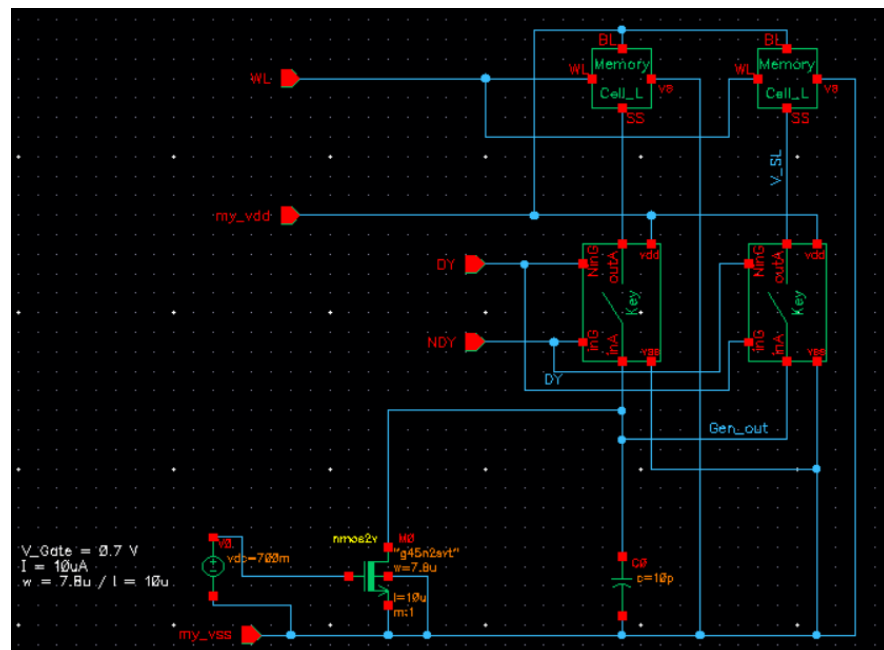 BL
BL
WL
WL
Memory
WL
Memory
Cell_L
vs
Cell_L
vs
SS
SS
V_SL
my_vdd
DY
NinG
outA
vdd
NinG
outA
vdd
Key
Key
NDY
inG
inA
vss
inG
inA
vss
DY
Gen_out
V_Gate = 0.7 V
I = 10uA
w = 7.8u / l = 10u
V0
vdc=700m
nmos2v
M0
"g45n2svt"
w=7.8u
l=10u
m:1
C0
c=10p
my_vss